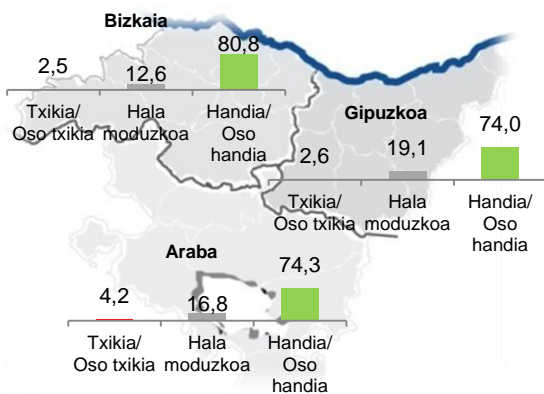 Bizkaia
2,5 12,6 80,8
Txikia/ Oso txikia
Hala moduzkoa
Handia/ Oso handia
Gipuzkoa
2,6 19,1 74,0
Txikia/ Oso txikia
Hala moduzkoa
Handia/ Oso handia
Araba
4,2 16,8 74,3
Txikia/ Oso txikia
Hala moduzkoa
Handia/ Oso handia